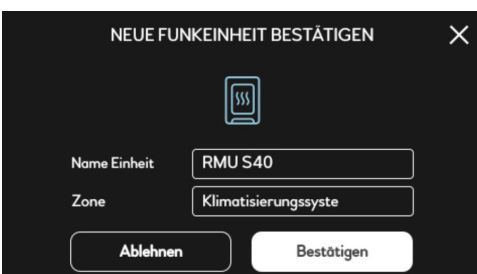 NEUE FUNKEINHEIT BESTÄTIGEN
Name Einheit RMU S40
Zone Klimatisierungssyste
Ablehnen Bestätigen